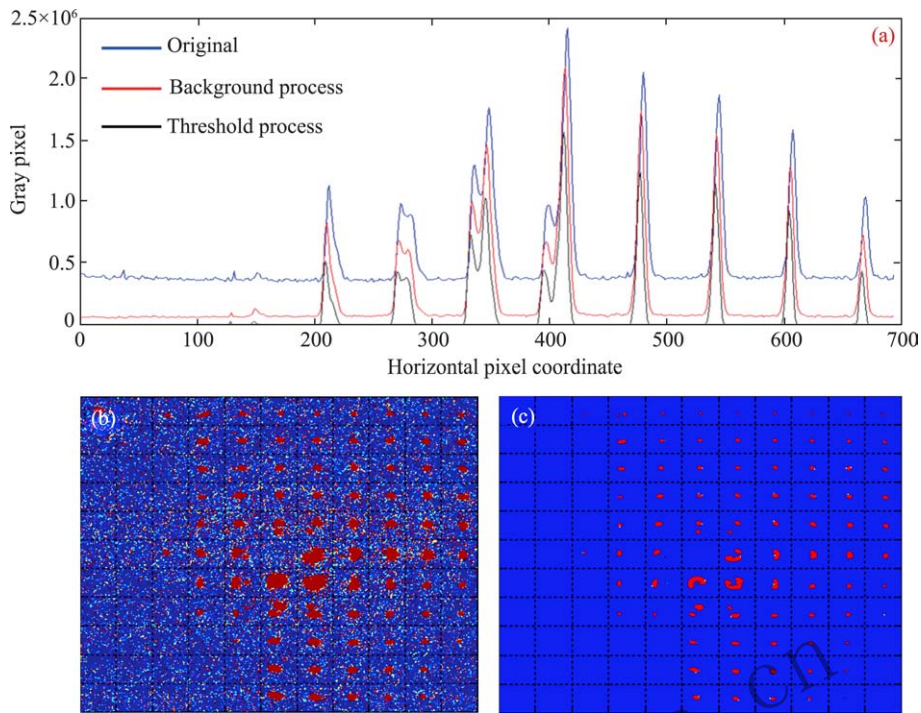 2.5×10⁶
(a)
Original
2.0
Background process
1.5
Threshold process
Gray pixel
1.0
0.5
0
0 100 200 300 400 500 600 700
Horizontal pixel coordinate
(b) (c)
cn